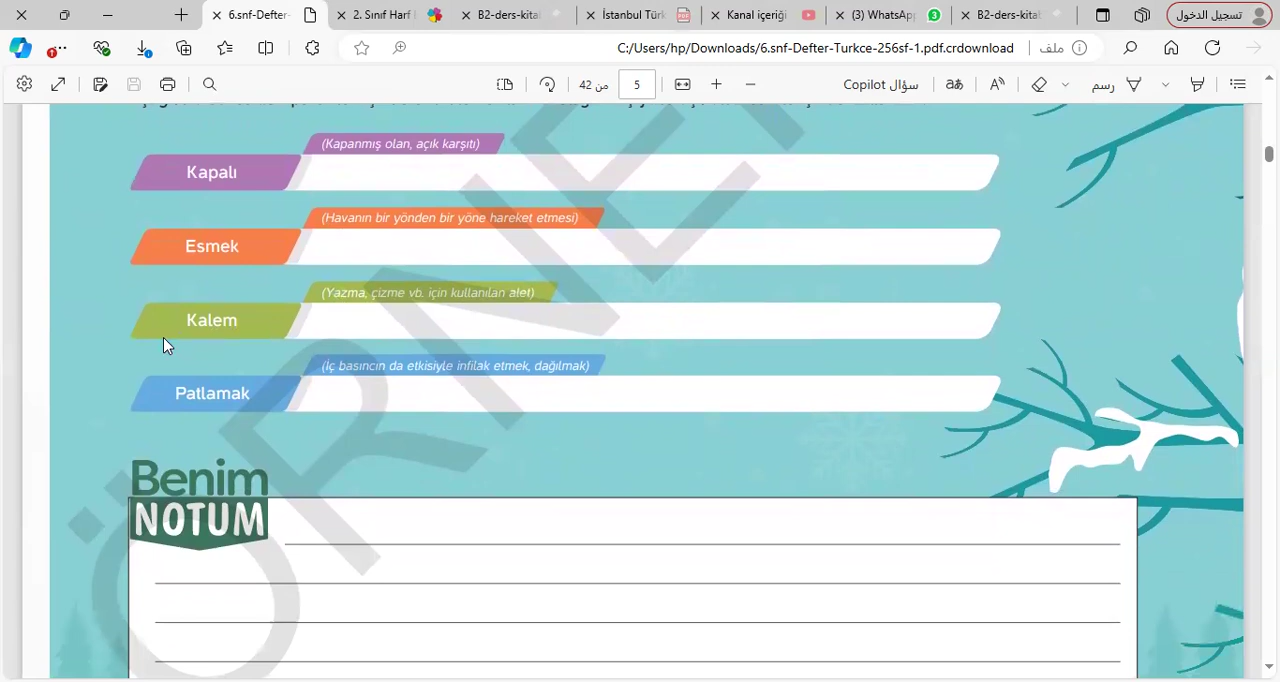 6.snf-Defter-
2. Sınıf Harf
B2-ders-kitab
İstanbul Türk
Kanal içeriği
(3) WhatsApp
3
B2-ders-kitab
تسجيل الدخول
C:/Users/hp/Downloads/6.snf-Defter-Turkce-256sf-1.pdf.crdownload
ملف
من 42
5
سؤال Copilot
رسم
(Kapanmış olan, açık karşıtı)
Kapalı
(Havanın bir yönden bir yöne hareket etmesi)
Esmek
(Yazma, çizme vb. için kullanılan alet)
Kalem
(İç basıncın da etkisiyle infilak etmek, dağılmak)
Patlamak
Benim
NOTUM
ÖRNE